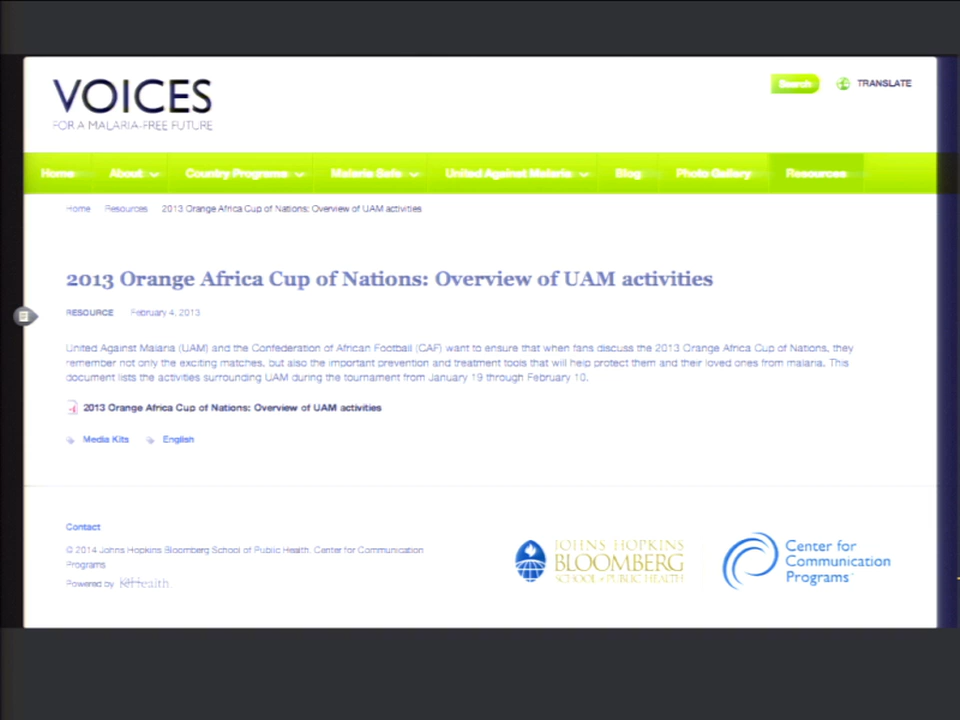 VOICES
FOR A MALARIA-FREE FUTURE
Search
TRANSLATE
Home About Country Programs Malaria Safe United Against Malaria Blog Photo Gallery Resources
Home Resources 2013 Orange Africa Cup of Nations: Overview of UAM activities
2013 Orange Africa Cup of Nations: Overview of UAM activities
RESOURCE February 4, 2013
United Against Malaria (UAM) and the Confederation of African Football (CAF) want to ensure that when fans discuss the 2013 Orange Africa Cup of Nations, they
remember not only the exciting matches, but also the important prevention and treatment tools that will help protect them and their loved ones from malaria. This
document lists the activities surrounding UAM during the tournament from January 19 through February 10.
2013 Orange Africa Cup of Nations: Overview of UAM activities
Media Kits English
Contact
© 2014 Johns Hopkins Bloomberg School of Public Health. Center for Communication
Programs
Powered by
JOHNS HOPKINS
BLOOMBERG
SCHOOL of PUBLIC HEALTH
Center for
Communication
Programs